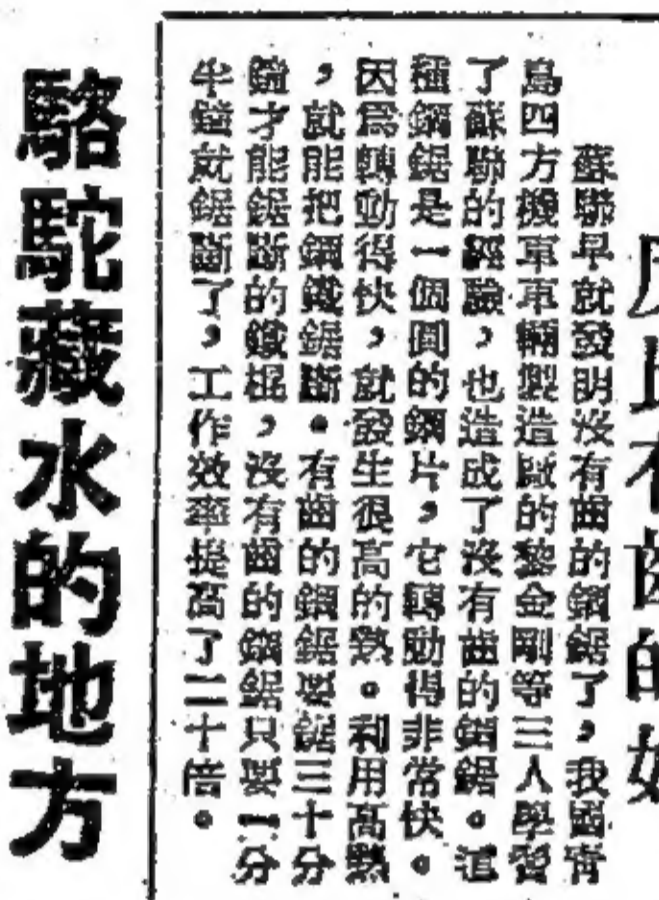 反比有齒的好
蘇聯早就發明沒有齒的鋼鋸了,我國青
島四方機車車輛製造廠的黎金剛等三人學習
了蘇聯的經驗,也造成了沒有齒的鋼鋸。這
種鋼鋸是一個圓的鋼片,它轉動得非常快。
因爲轉動得快,就發生很高的熱。利用高熱
,就能把鋼鐵鋸斷。有齒的鋼鋸要鋸三十分
鐘才能鋸斷的鐵棍,沒有齒的鋼鋸只要一分
半鐘就鋸斷了,工作效率提高了二十倍。
駱駝藏水的地方